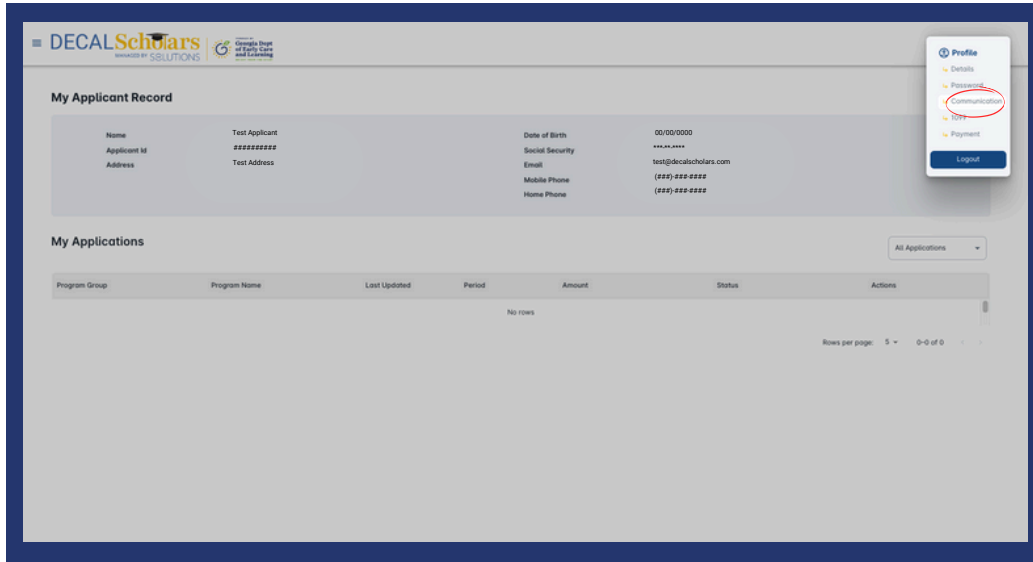 DECALScholars
MANAGED BY SOLUTIONS
Georgia Dept
of Early Care
and Learning
Profile
Details
Password
Communication
1099
Payment
Logout
My Applicant Record
Name Test Applicant
Applicant Id ##########
Address Test Address
Date of Birth 00/00/0000
Social Security ***-**-****
Email test@decalscholars.com
Mobile Phone (###)-###-####
Home Phone (###)-###-####
My Applications
All Applications
Program Group Program Name Last Updated Period Amount Status Actions
No rows
Rows per page: 5 0-0 of 0